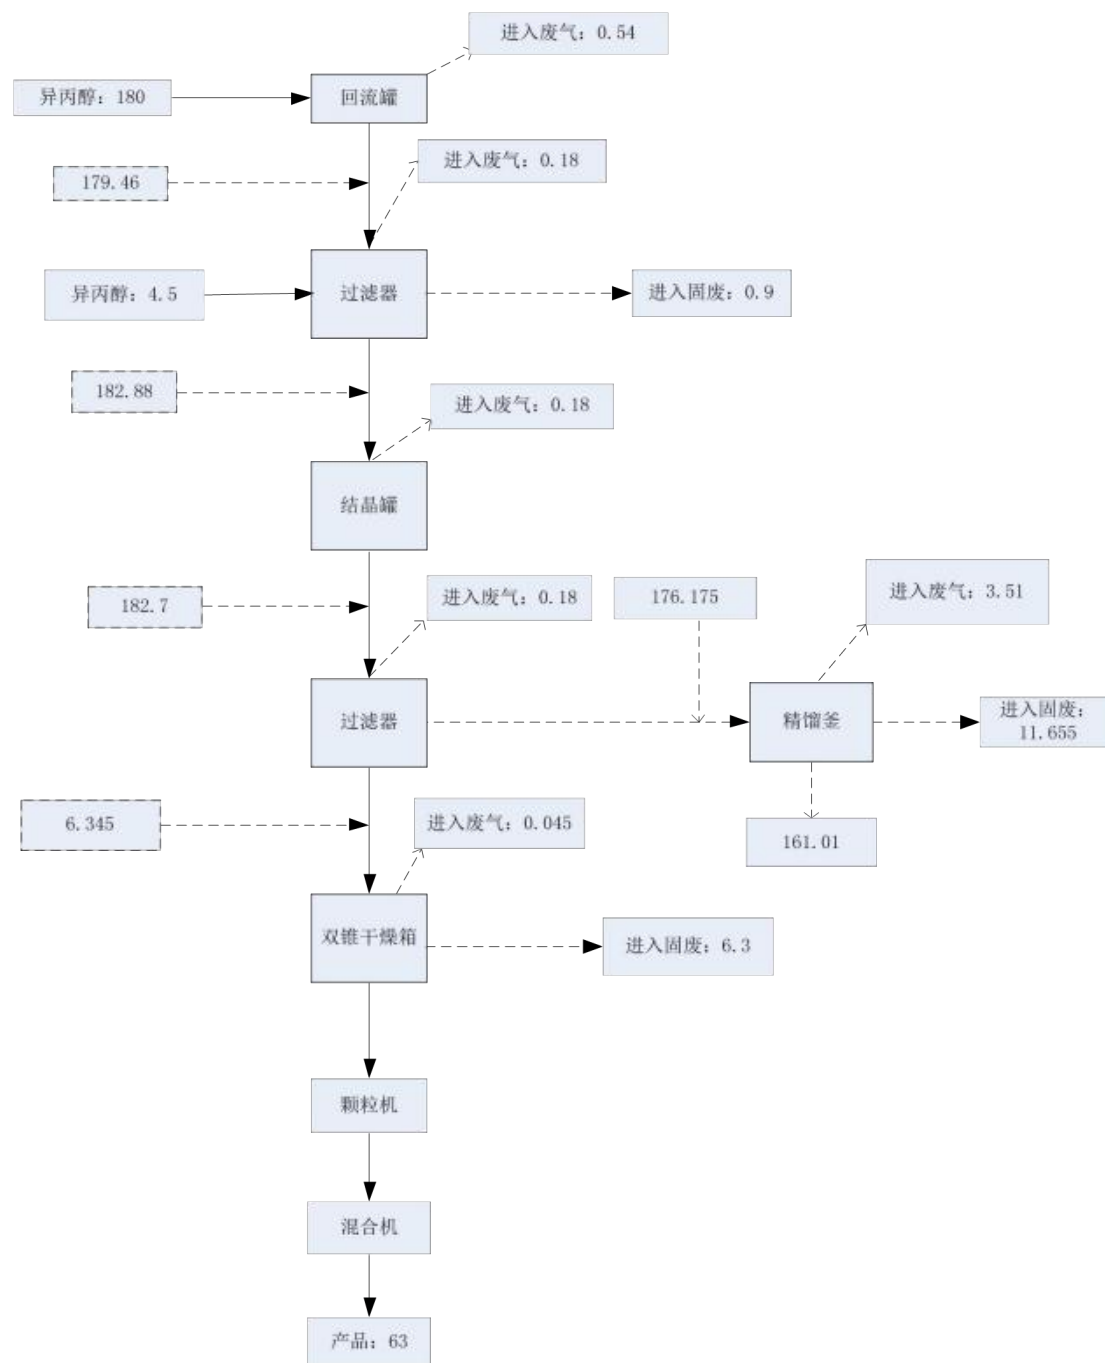 进入废气：0.54
异丙醇：180
回流罐
进入废气：0.18
179.46
异丙醇：4.5
过滤器
进入固废：0.9
182.88
进入废气：0.18
结晶罐
182.7
进入废气：0.18
176.175
进入废气：3.51
过滤器
精馏釜
进入固废：
11.655
6.345
进入废气：0.045
161.01
双锥干燥箱
进入固废：6.3
颗粒机
混合机
产品：63